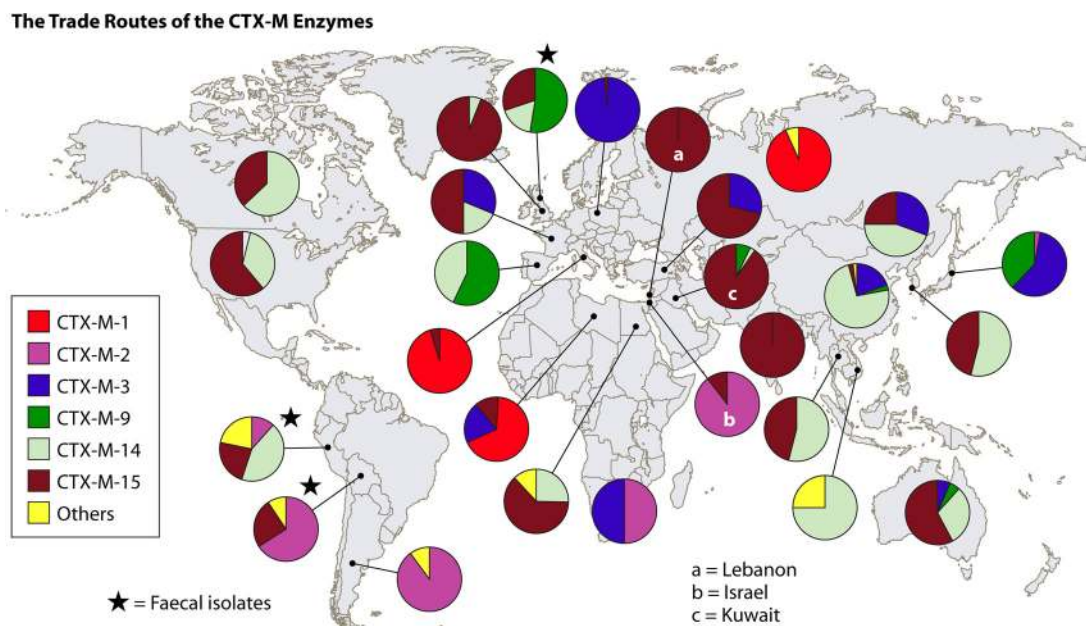 The Trade Routes of the CTX-M Enzymes
a
c
b
CTX-M-1
CTX-M-2
CTX-M-3
CTX-M-9
CTX-M-14
CTX-M-15
Others
★ = Faecal isolates
a = Lebanon
b = Israel
c = Kuwait